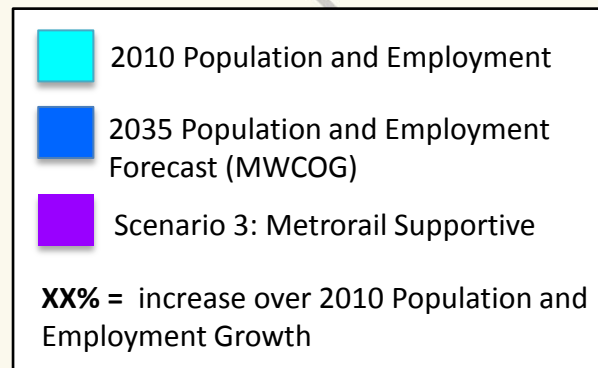 2010 Population and Employment
2035 Population and Employment
Forecast (MWCOG)
Scenario 3: Metrorail Supportive
XX% = increase over 2010 Population and
Employment Growth